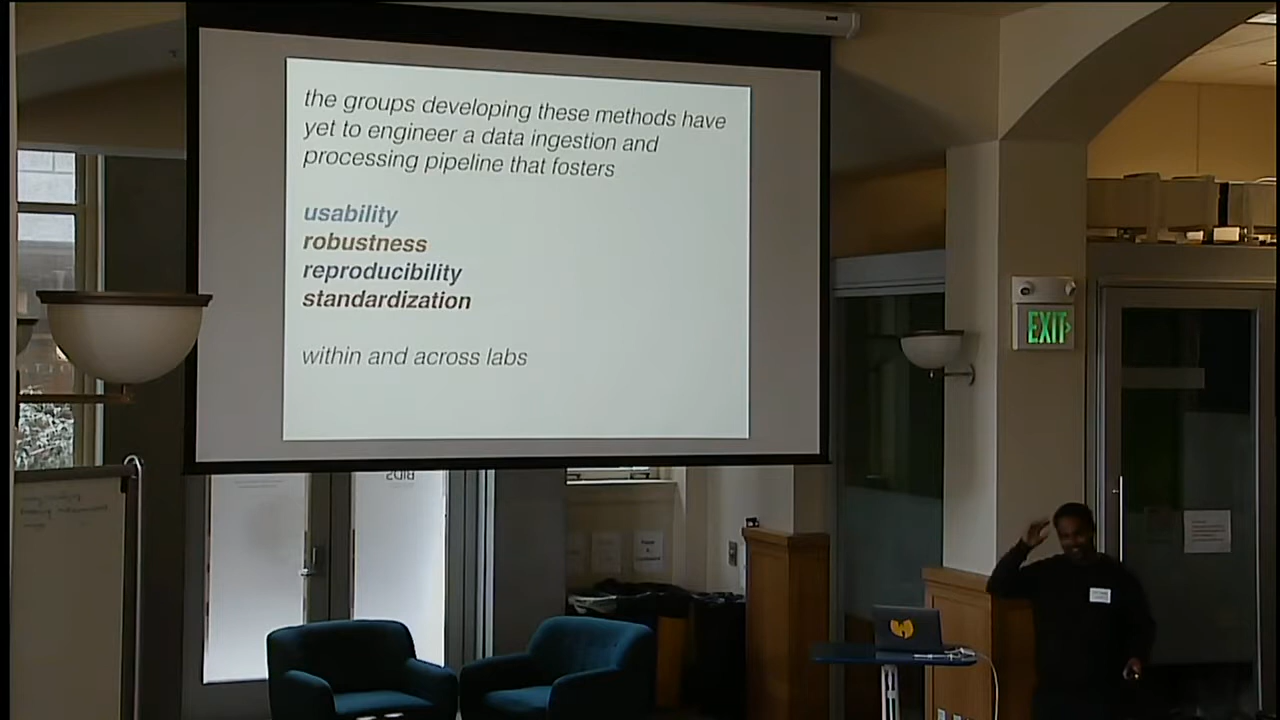 the groups developing these methods have
yet to engineer a data ingestion and
processing pipeline that fosters
usability
robustness
reproducibility
standardization
within and across labs
EXIT
BIDS